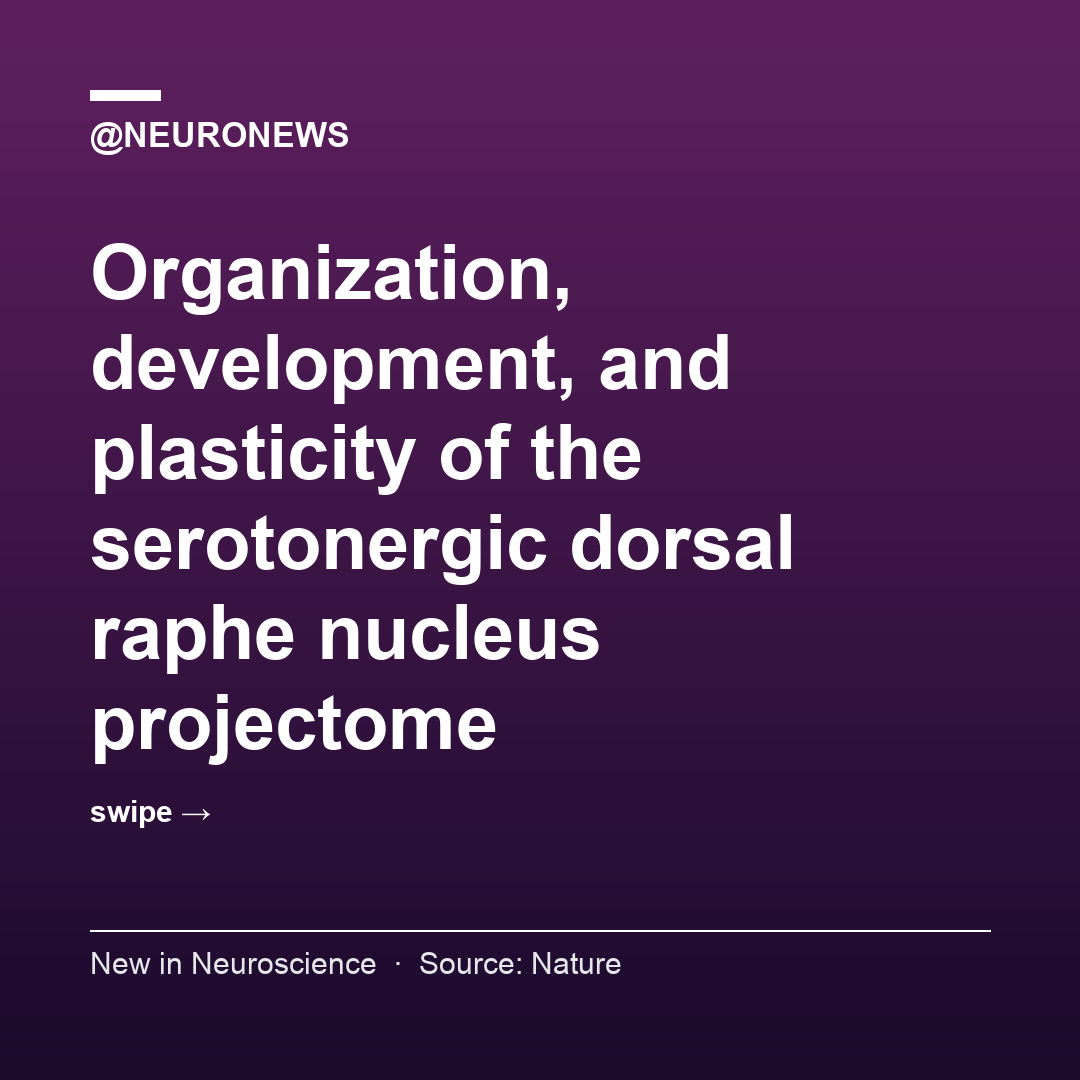 @NEURONEWS
Organization,
development, and
plasticity of the
serotonergic dorsal
raphe nucleus
projectome
swipe →
New in Neuroscience · Source: Nature